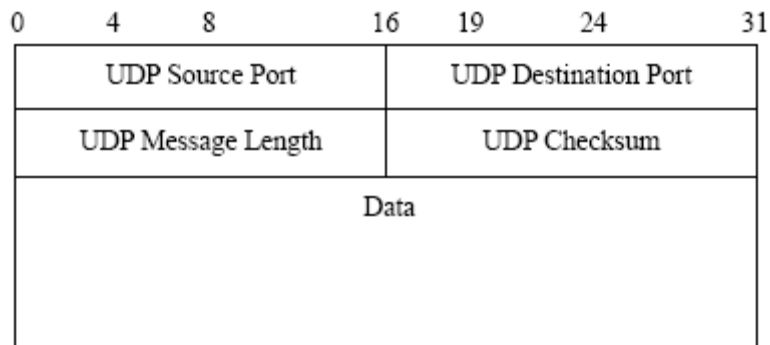 0 4 8 16 19 24 31
UDP Source Port UDP Destination Port
UDP Message Length UDP Checksum
Data